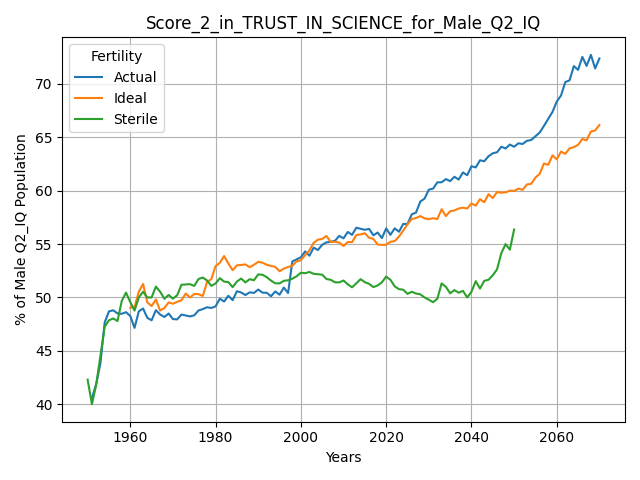 Score_2_in_TRUST_IN_SCIENCE_for_Male_Q2_IQ
Fertility
Actual
Ideal
Sterile
% of Male Q2_IQ Population
70
65
60
55
50
45
40
1960
1980
2000
2020
2040
2060
Years